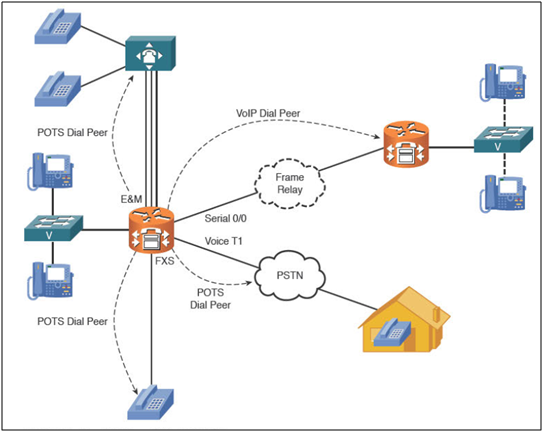 VoIP Dial Peer
POTS Dial Peer
V
Frame
Relay
E&M
Serial 0/0
V
Voice T1
FXS
PSTN
POTS
Dial Peer
POTS Dial Peer